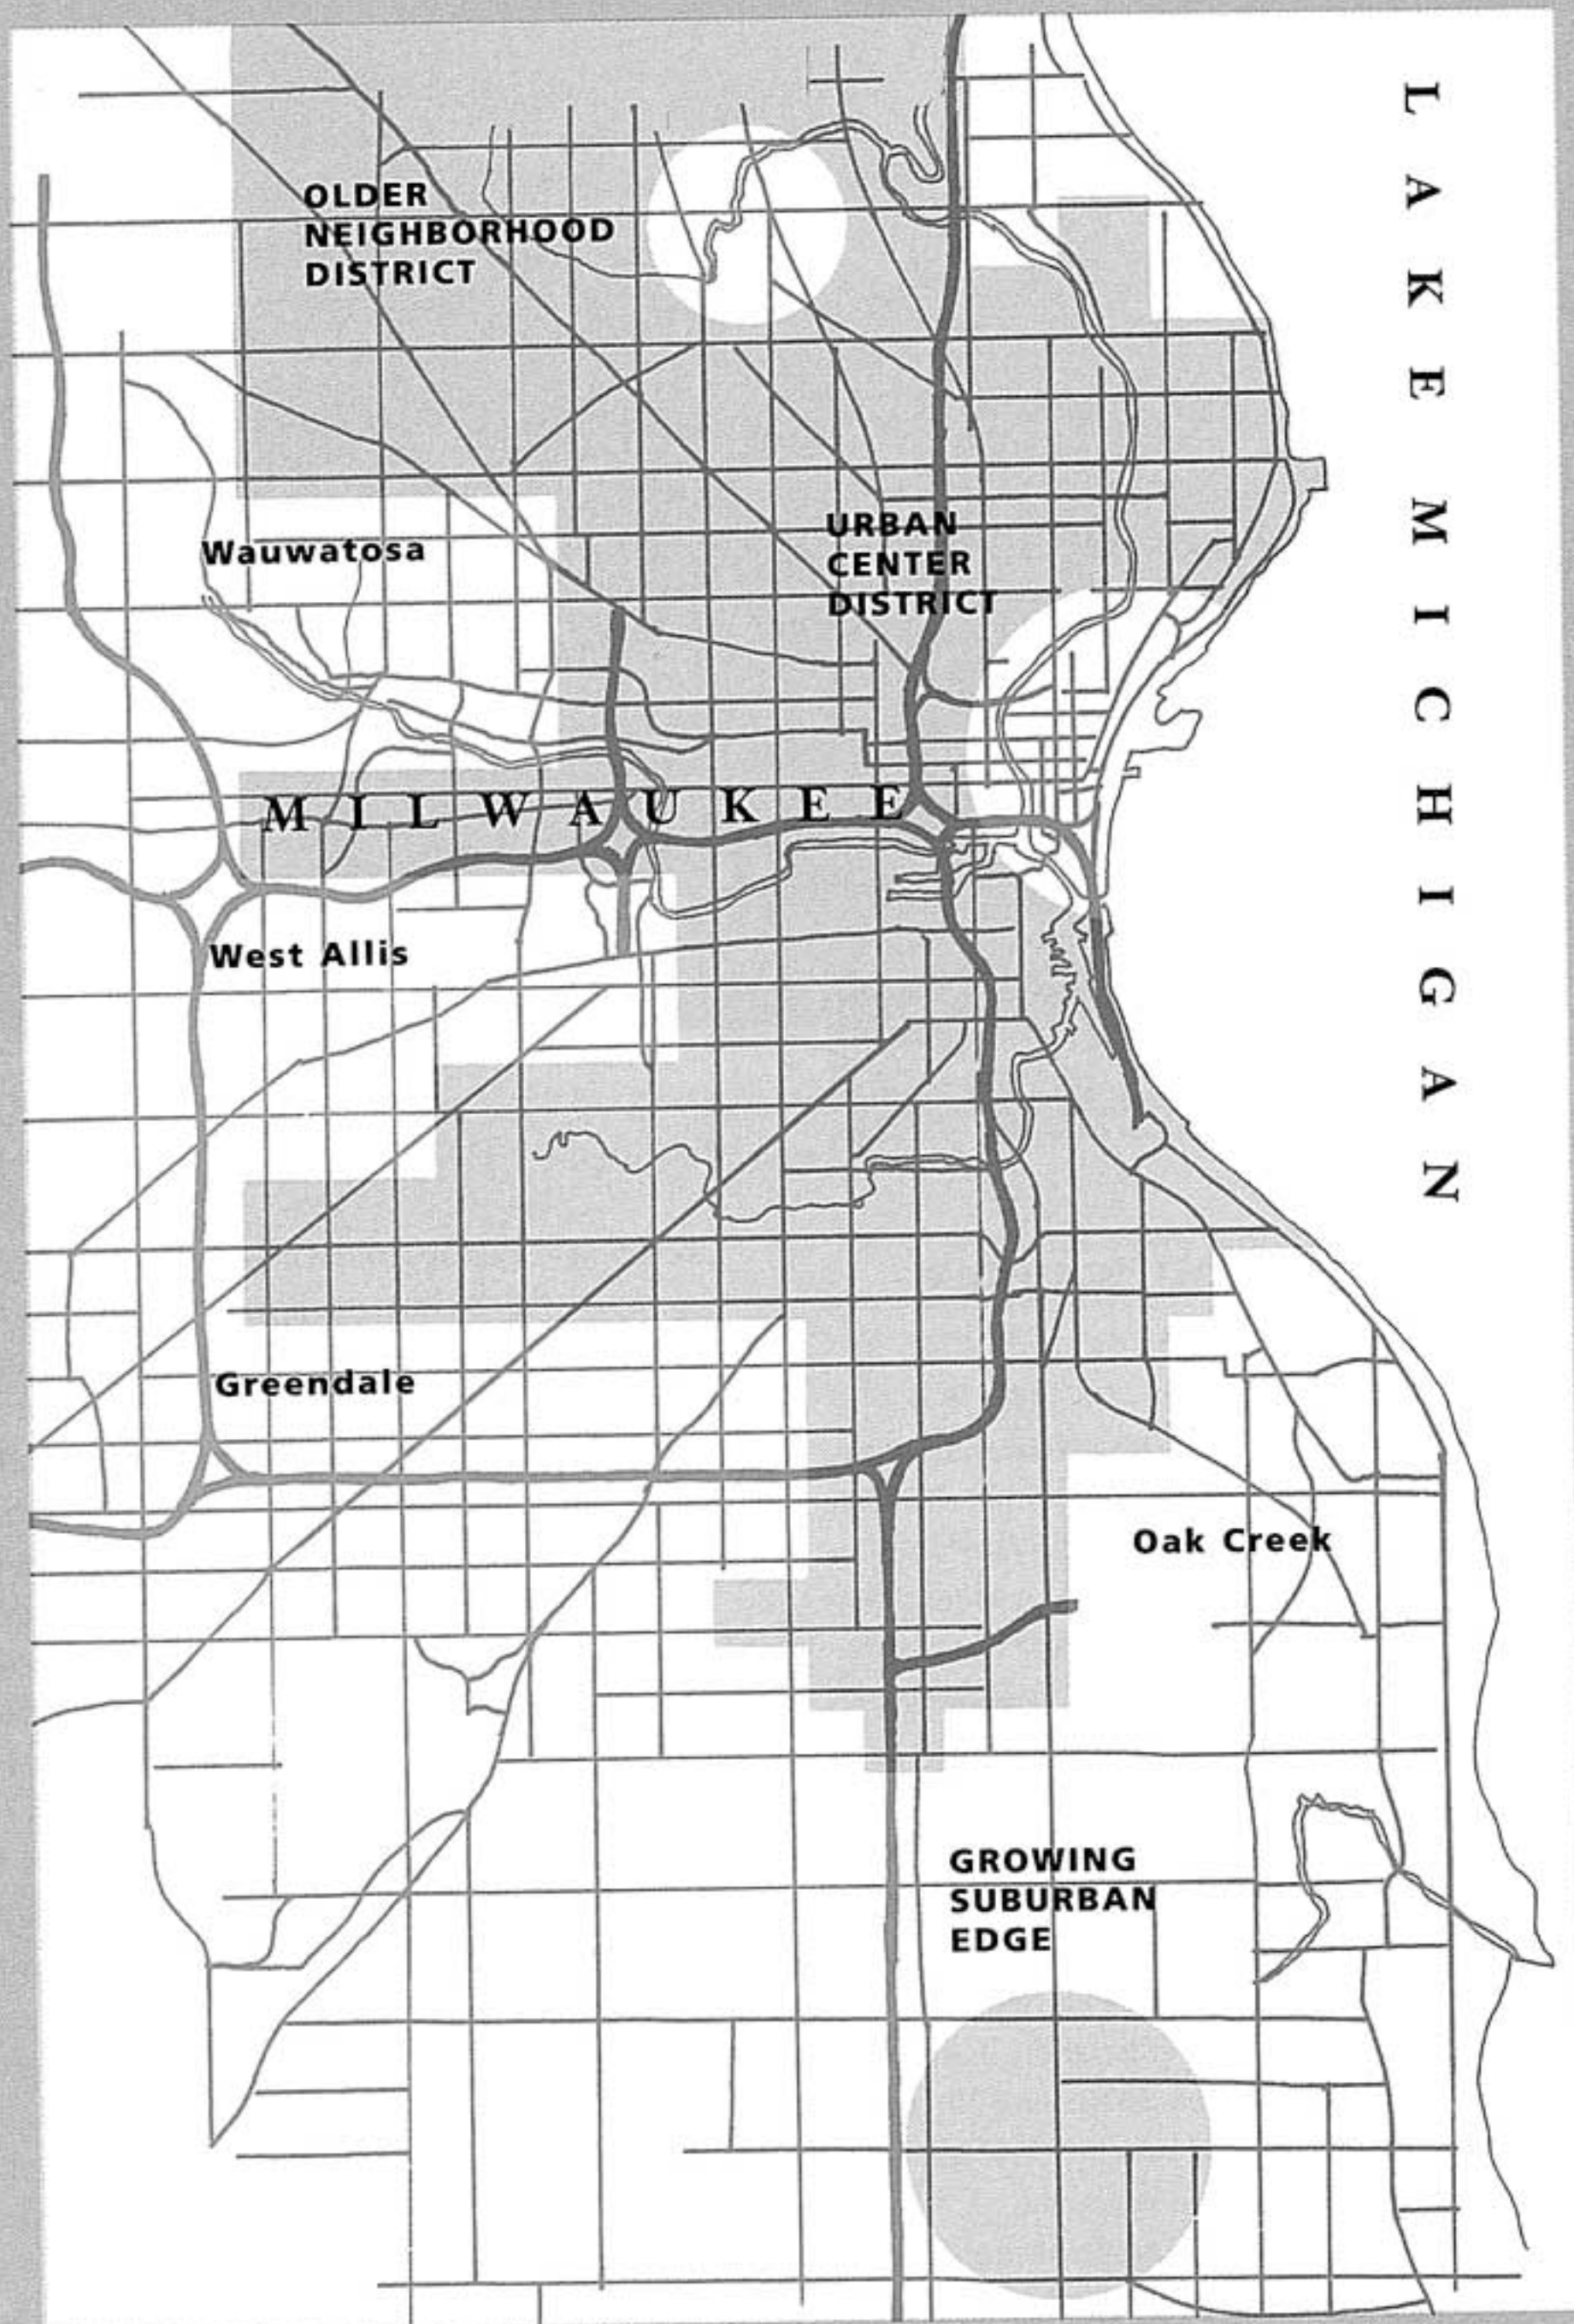 OLDER
NEIGHBORHOOD
DISTRICT
Wauwatosa
URBAN
CENTER
DISTRICT
MILWAUKEE
West Allis
Greendale
Oak Creek
GROWING
SUBURBAN
EDGE
LAKE MICHIGAN